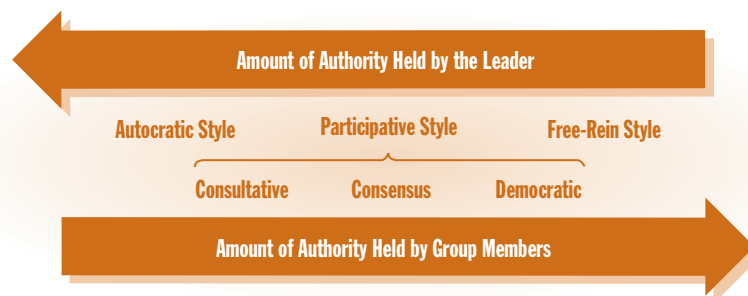 Amount of Authority Held by the Leader
Autocratic Style Participative Style Free-Rein Style
Consultative Consensus Democratic
Amount of Authority Held by Group Members